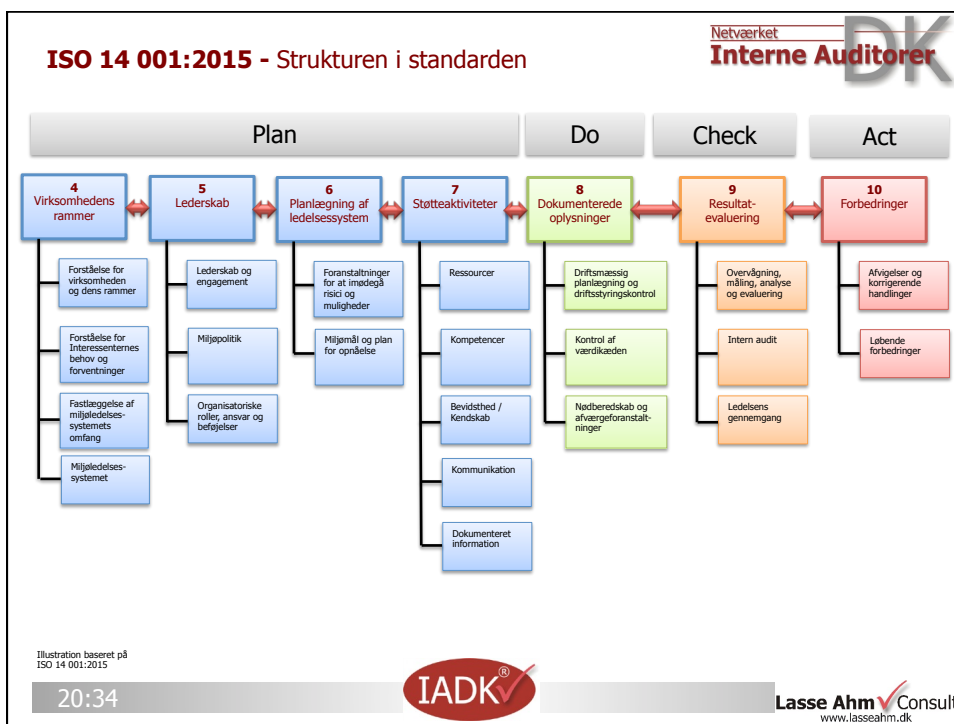 ISO 14 001:2015 - Strukturen i standarden
Netværket
Interne Auditorer
DK
Plan
Do
Check
Act
4
Virksomhedens
rammer
5
Lederskab
6
Planlægning af
ledelsessystem
7
Støtteaktiviteter
8
Dokumenterede
oplysninger
9
Resultat-
evaluering
10
Forbedringer
Forståelse for
virksomheden
og dens rammer
Forståelse for
Interessenternes
behov og
forventninger
Fastlæggelse af
miljøledelses-
systemets
omfang
Miljøledelses-
systemet
Lederskab og
engagement
Miljøpolitik
Organisatoriske
roller, ansvar og
beføjelser
Foranstaltninger
for at imødegå
risici og
muligheder
Miljømål og plan
for opnåelse
Ressourcer
Kompetencer
Bevidsthed /
Kendskab
Kommunikation
Dokumenteret
information
Driftsmæssig
planlægning og
driftsstyringskontrol
Kontrol af
værdikæden
Nødberedskab og
afværgeforanstalt-
ninger
Overvågning,
måling, analyse
og evaluering
Intern audit
Ledelsens
gennemgang
Afvigelser og
korrigerende
handlinger
Løbende
forbedringer
Illustration baseret på
ISO 14 001:2015
20:34
IADK®
Lasse Ahm Consult
www.lasseahm.dk